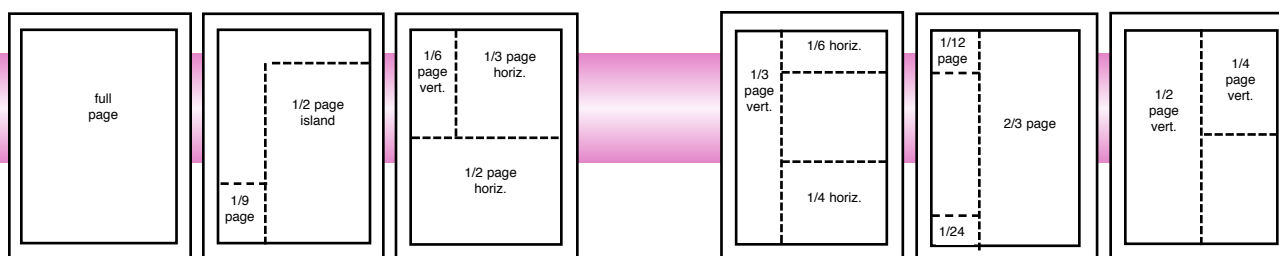 full
page
1/2 page
island
1/9
page
1/6
page
vert.
1/3 page
horiz.
1/2 page
horiz.
1/3
page
vert.
1/6 horiz.
1/4 horiz.
1/12
page
2/3 page
1/24
1/2
page
vert.
1/4
page
vert.